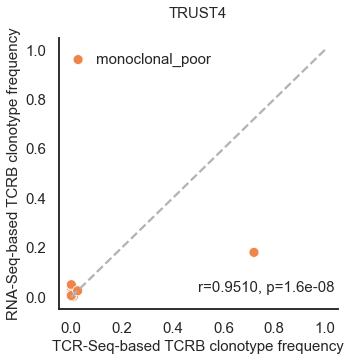 TRUST4
RNA-Seq-based TCRB clonotype frequency
1.0
monoclonal_poor
0.8
0.6
0.4
0.2
r=0.9510, p=1.6e-08
0.0
0.0 0.2 0.4 0.6 0.8 1.0
TCR-Seq-based TCRB clonotype frequency